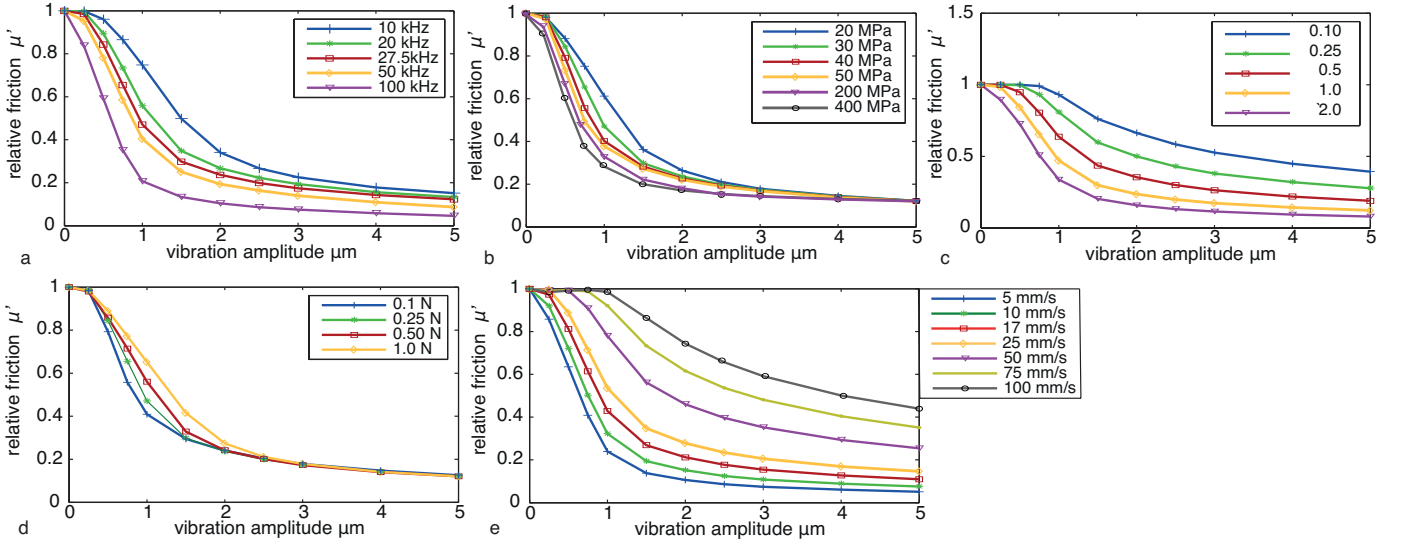 relative friction μ'
1
0.8
0.6
0.4
0.2
0
0 1 2 3 4 5
vibration amplitude μm
a
10 kHz
20 kHz
27.5kHz
50 kHz
100 kHz
relative friction μ'
1
0.8
0.6
0.4
0.2
0
0 1 2 3 4 5
vibration amplitude μm
b
20 MPa
30 MPa
40 MPa
50 MPa
200 MPa
400 MPa
relative friction μ'
1.5
1
0.5
0
0 1 2 3 4 5
vibration amplitude μm
c
0.10
0.25
0.5
1.0
2.0
relative friction μ'
1
0.8
0.6
0.4
0.2
0
0 1 2 3 4 5
vibration amplitude μm
d
0.1 N
0.25 N
0.50 N
1.0 N
relative friction μ'
1
0.8
0.6
0.4
0.2
0
0 1 2 3 4 5
vibration amplitude μm
e
5 mm/s
10 mm/s
17 mm/s
25 mm/s
50 mm/s
75 mm/s
100 mm/s